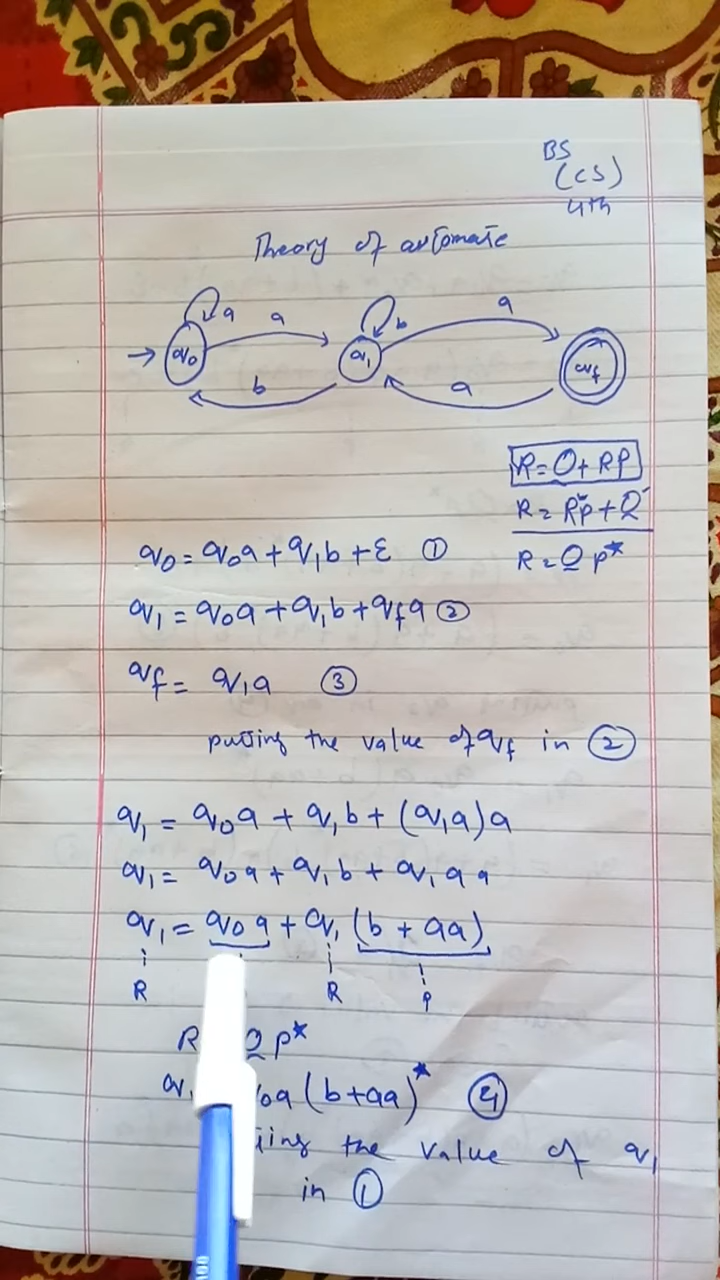 BS
(CS)
4th
Theory of automate
a a b a
q0 q1 qf
b a
R = Q + RP
R = RP + Q
R = Q P*
q0 = q0a + q1b + ε ①
q1 = q0a + q1b + qfa ②
qf = q1a ③
putting the value of qf in ②
q1 = q0a + q1b + (q1a)a
q1 = q0a + q1b + q1aa
q1 = q0a + q1 (b + aa)
R R P
R Q P*
q0a (b+aa)* ④
the value of q1
in ①